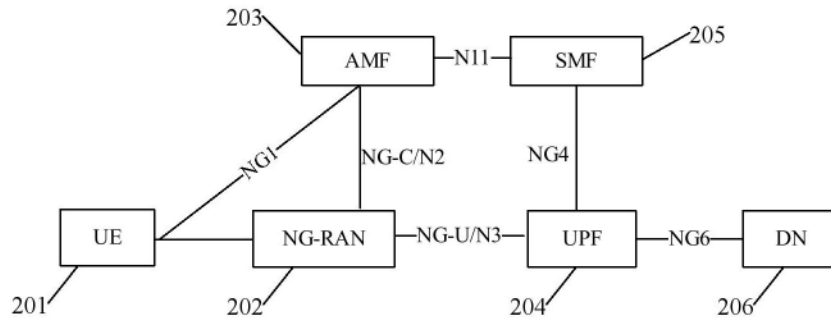 203
AMF
N11
SMF
205
NG1
NG-C/N2
NG4
UE
NG-RAN
NG-U/N3
UPF
NG6
DN
201
202
204
206